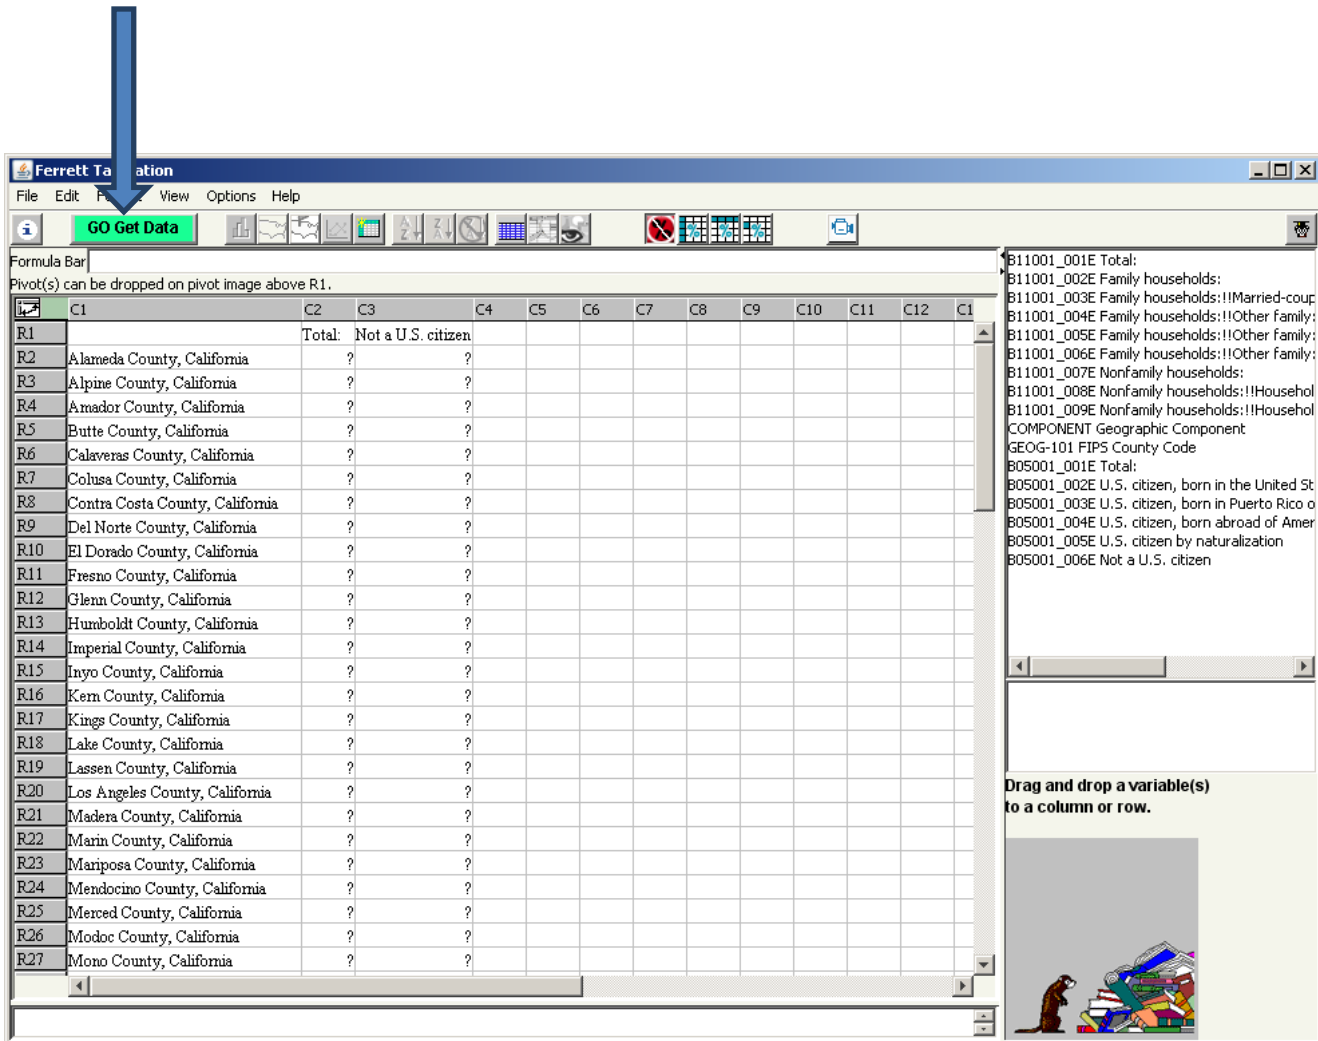 Ferrett Ta ation
File Edit F t View Options Help
GO Get Data
Formula Bar
Pivot(s) can be dropped on pivot image above R1.
C1 C2 C3 C4 C5 C6 C7 C8 C9 C10 C11 C12 C1
R1 Total: Not a U.S. citizen
R2 Alameda County, California ? ?
R3 Alpine County, California ? ?
R4 Amador County, California ? ?
R5 Butte County, California ? ?
R6 Calaveras County, California ? ?
R7 Colusa County, California ? ?
R8 Contra Costa County, California ? ?
R9 Del Norte County, California ? ?
R10 El Dorado County, California ? ?
R11 Fresno County, California ? ?
R12 Glenn County, California ? ?
R13 Humboldt County, California ? ?
R14 Imperial County, California ? ?
R15 Inyo County, California ? ?
R16 Kern County, California ? ?
R17 Kings County, California ? ?
R18 Lake County, California ? ?
R19 Lassen County, California ? ?
R20 Los Angeles County, California ? ?
R21 Madera County, California ? ?
R22 Marin County, California ? ?
R23 Mariposa County, California ? ?
R24 Mendocino County, California ? ?
R25 Merced County, California ? ?
R26 Modoc County, California ? ?
R27 Mono County, California ? ?
B11001_001E Total:
B11001_002E Family households:
B11001_003E Family households:!!Married-coup
B11001_004E Family households:!!Other family:
B11001_005E Family households:!!Other family:
B11001_006E Family households:!!Other family:
B11001_007E Nonfamily households:
B11001_008E Nonfamily households:!!Househol
B11001_009E Nonfamily households:!!Househol
COMPONENT Geographic Component
GEOG-101 FIPS County Code
B05001_001E Total:
B05001_002E U.S. citizen, born in the United St
B05001_003E U.S. citizen, born in Puerto Rico o
B05001_004E U.S. citizen, born abroad of Amer
B05001_005E U.S. citizen by naturalization
B05001_006E Not a U.S. citizen
Drag and drop a variable(s)
to a column or row.